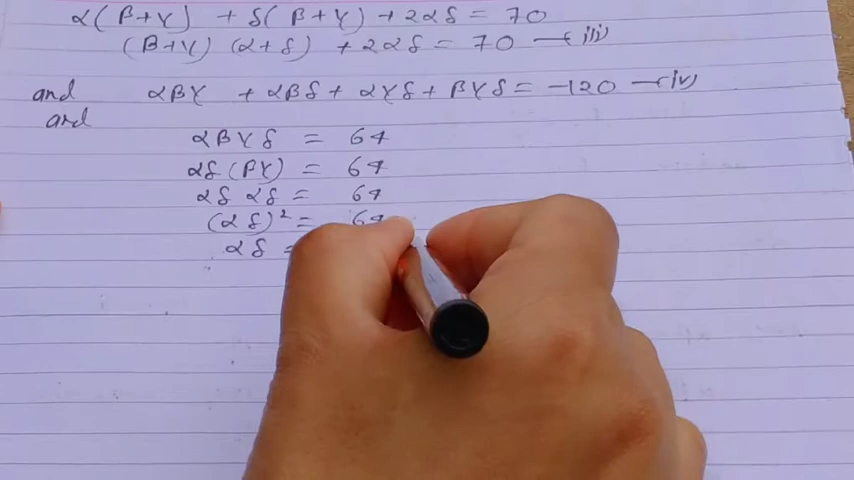 α(β+γ) + δ(β+γ) + 2αδ = 70
(β+γ) (α+δ) + 2αδ = 70 —(iii)
and αβγ + αβδ + αγδ + βγδ = -120 —(iv)
and
αβγδ = 64
αδ(βγ) = 64
αδ αδ = 64
(αδ)² = 64
αδ =